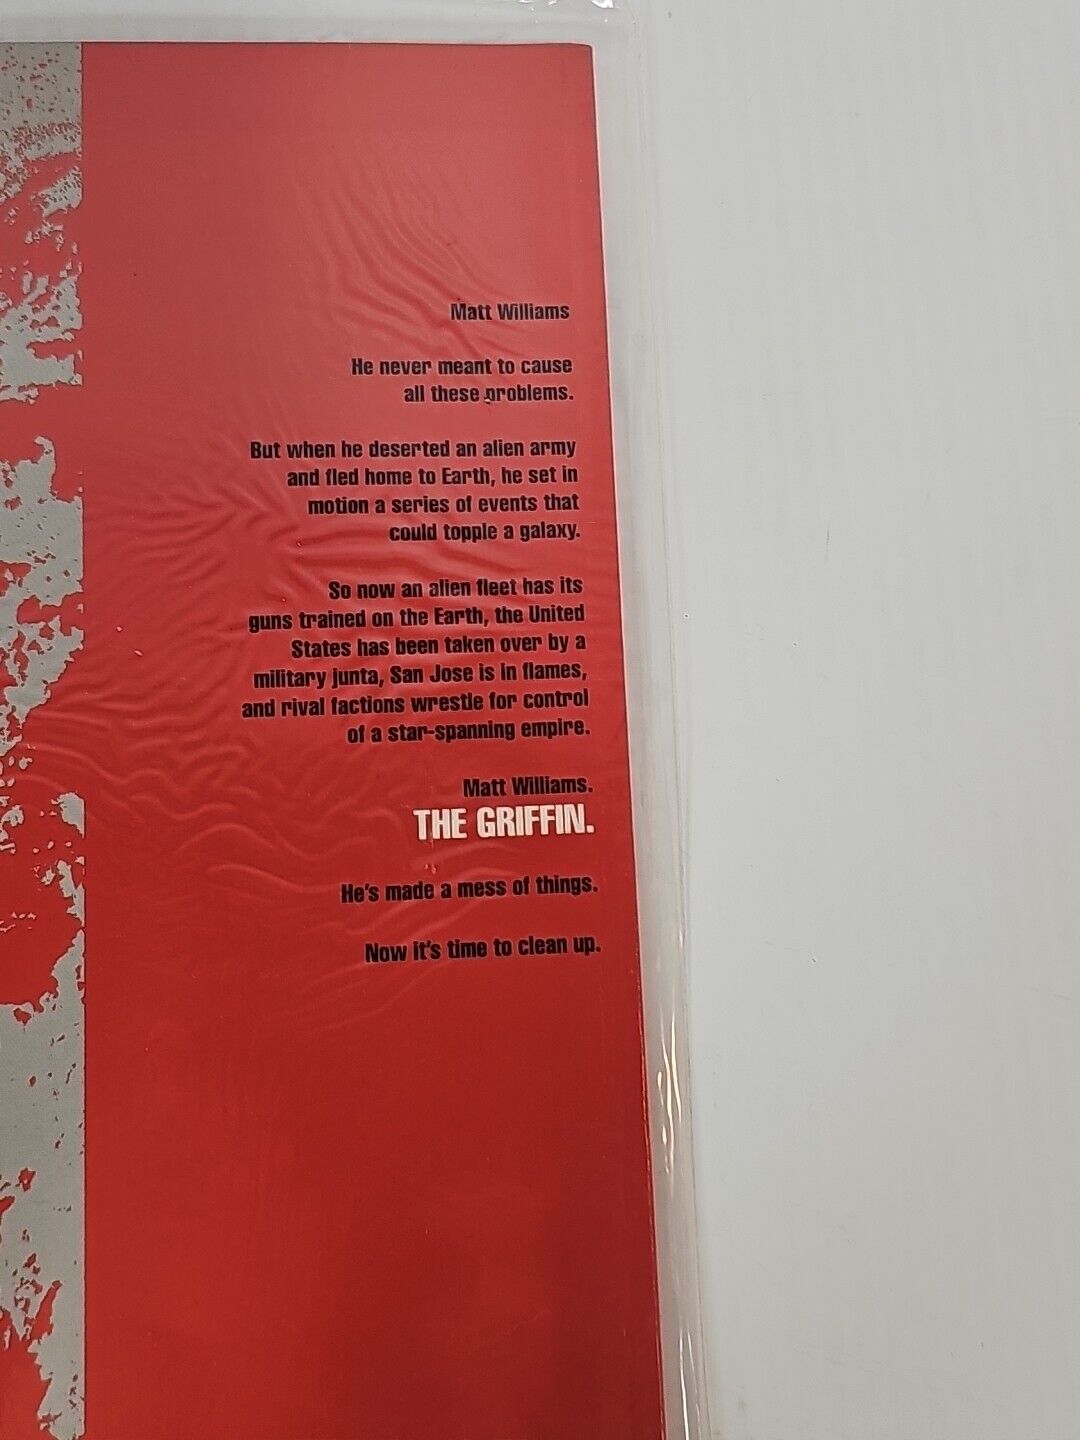 Matt Williams
He never meant to cause
all these problems.
But when he deserted an alien army
and fled home to Earth, he set in
motion a series of events that
could topple a galaxy.
So now an alien fleet has its
guns trained on the Earth, the United
States has been taken over by a
military junta, San Jose is in flames,
and rival factions wrestle for control
of a star-spanning empire.
Matt Williams.
THE GRIFFIN.
He's made a mess of things.
Now it's time to clean up.